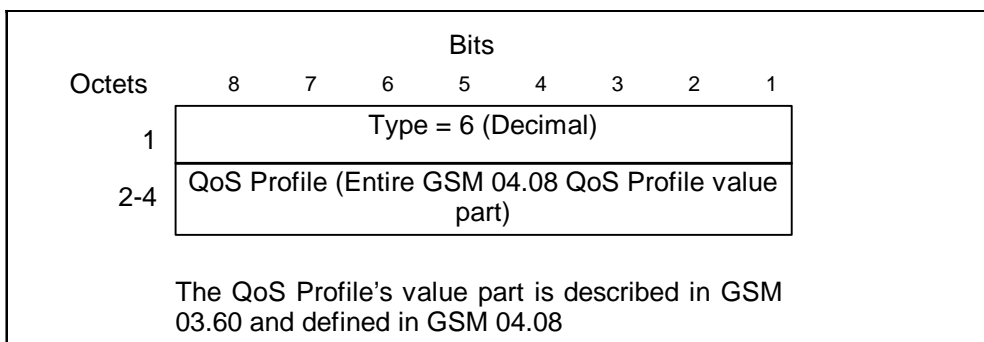 Bits
Octets 8 7 6 5 4 3 2 1
1 Type = 6 (Decimal)
2-4 QoS Profile (Entire GSM 04.08 QoS Profile value
part)
The QoS Profile's value part is described in GSM
03.60 and defined in GSM 04.08